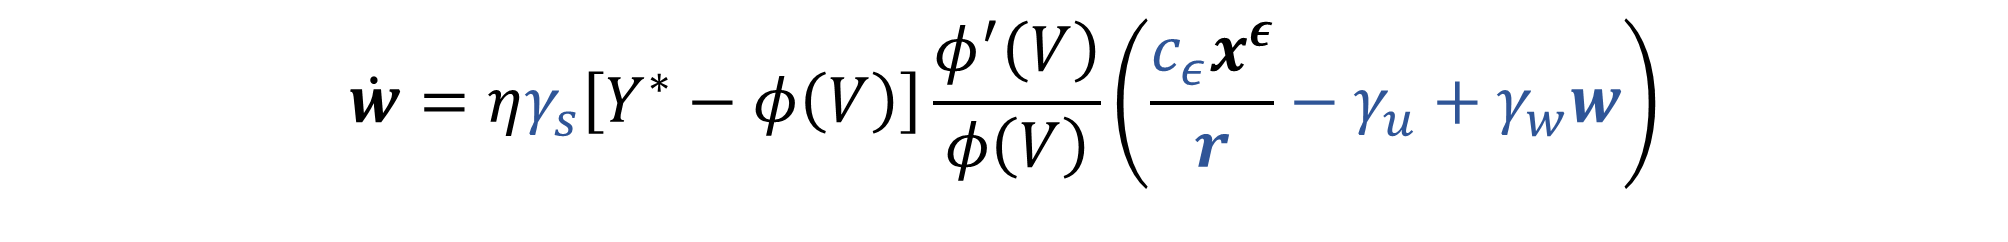 ẇ = ηγ_s[Y* − ϕ(V)] ϕ′(V)/ϕ(V) (c_ϵ x^ϵ / r − γ_u + γ_w w)